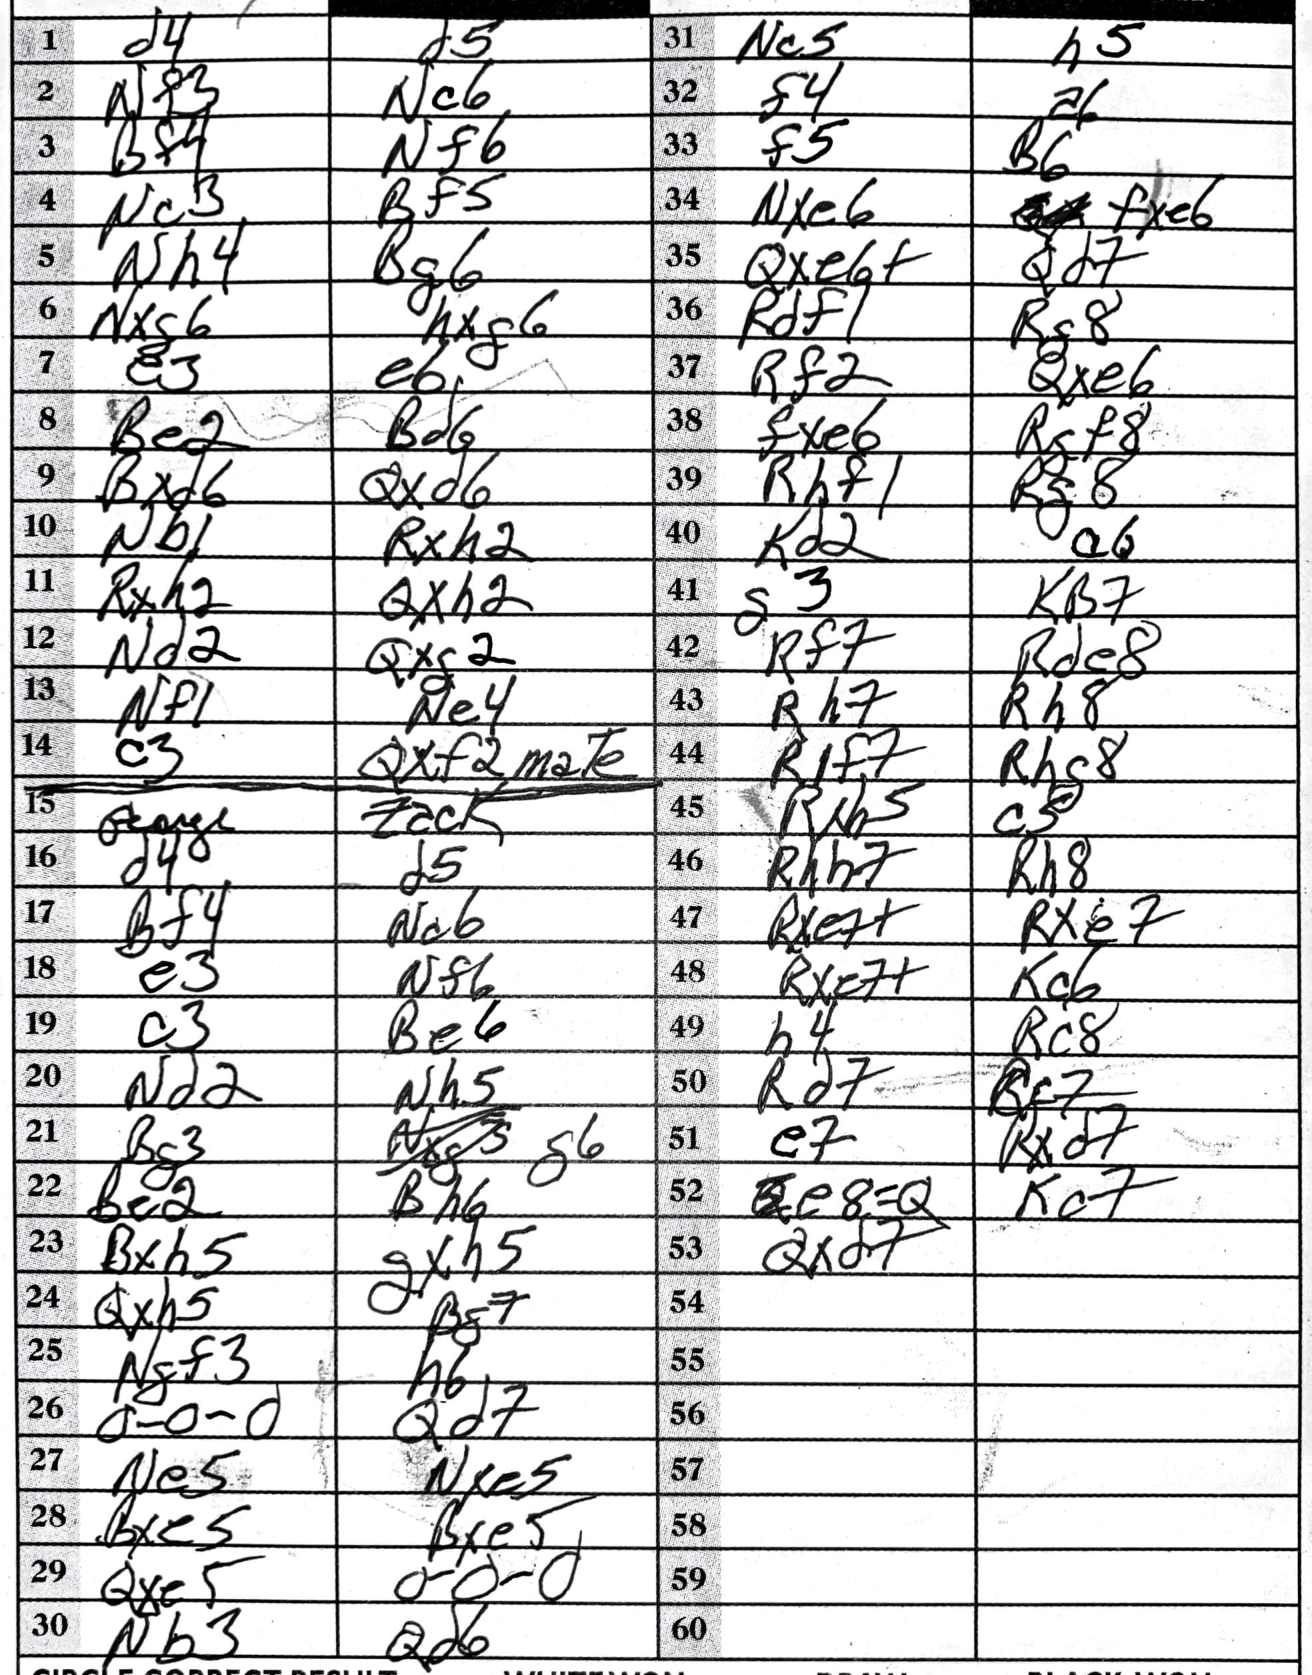 1 d4 d5
2 Nf3 Nc6
3 Bf4 Nf6
4 Nc3 Bf5
5 Nh4 Bg6
6 Nxg6 hxg6
7 e3 e6
8 Be2 Bd6
9 Bxd6 Qxd6
10 Nb1 Rxh2
11 Rxh2 Qxh2
12 Nd2 Qxg2
13 Nf1 Ne4
14 c3 Qxf2 maTe
15 George Zack
16 d4 d5
17 Bf4 Nc6
18 e3 Nf6
19 c3 Be6
20 Nd2 Nh5
21 Bg3 Nxg3 g6
22 Be2 Bh6
23 Bxh5 gxh5
24 Qxh5 Bg7
25 Ngf3 h6
26 0-0-0 Qd7
27 Ne5 Nxe5
28 Bxe5 Bxe5
29 Qxe5 0-0-0
30 Nb3 Qd6
31 Nc5 h5
32 f4
33 f5 B6
34 Nxe6 fxe6
35 Qxe6+ Qd7
36 Rdf1 Rg8
37 Rf2 Qxe6
38 fxe6 Rgf8
39 Rhf1 Rg8
40 Kd2 a6
41 g3 KB7
42 Rf7 Rde8
43 Rh7 Rh8
44 R1f7 Rhg8
45 Rxh5 c5
46 Rhh7 Rh8
47 Rxe7+ Rxe7
48 Rxe7+ Kc6
49 h4 Rc8
50 Rd7 Rc7
51 e7 Rxd7
52 e8=Q Kc7
53 Qxd7
54
55
56
57
58
59
60
CIRCLE CORRECT RESULT WHITE WON DRAW BLACK WON